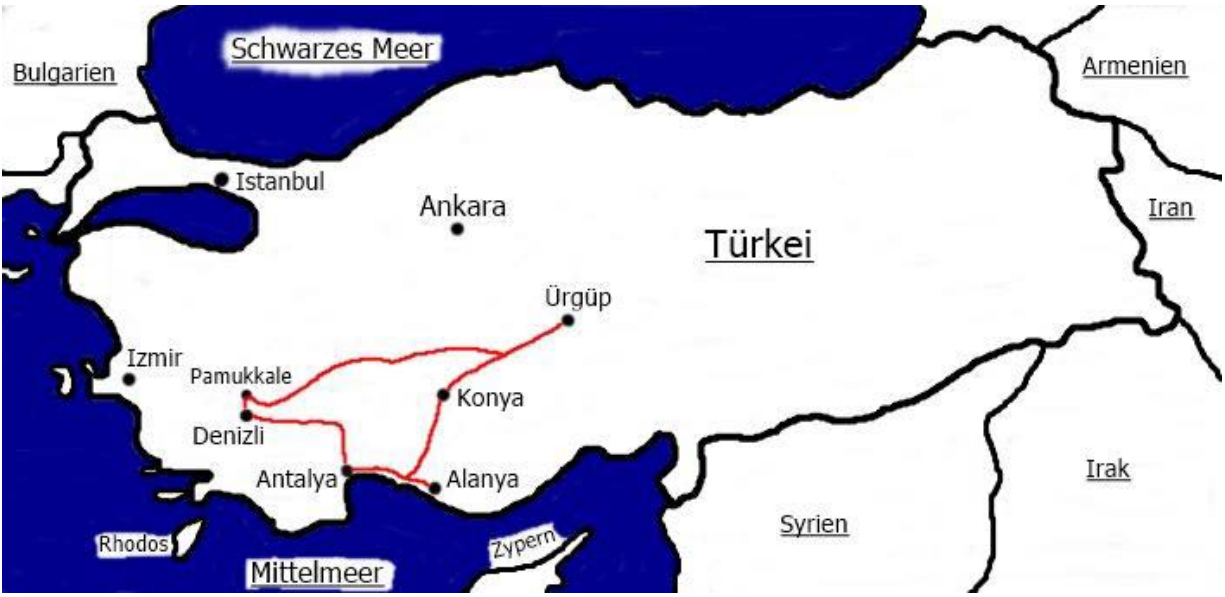 Schwarzes Meer
Bulgarien
Armenien
Istanbul
Ankara
Iran
Türkei
Ürgüp
Izmir
Pamukkale
Konya
Denizli
Antalya
Alanya
Irak
Syrien
Rhodos
Zypern
Mittelmeer